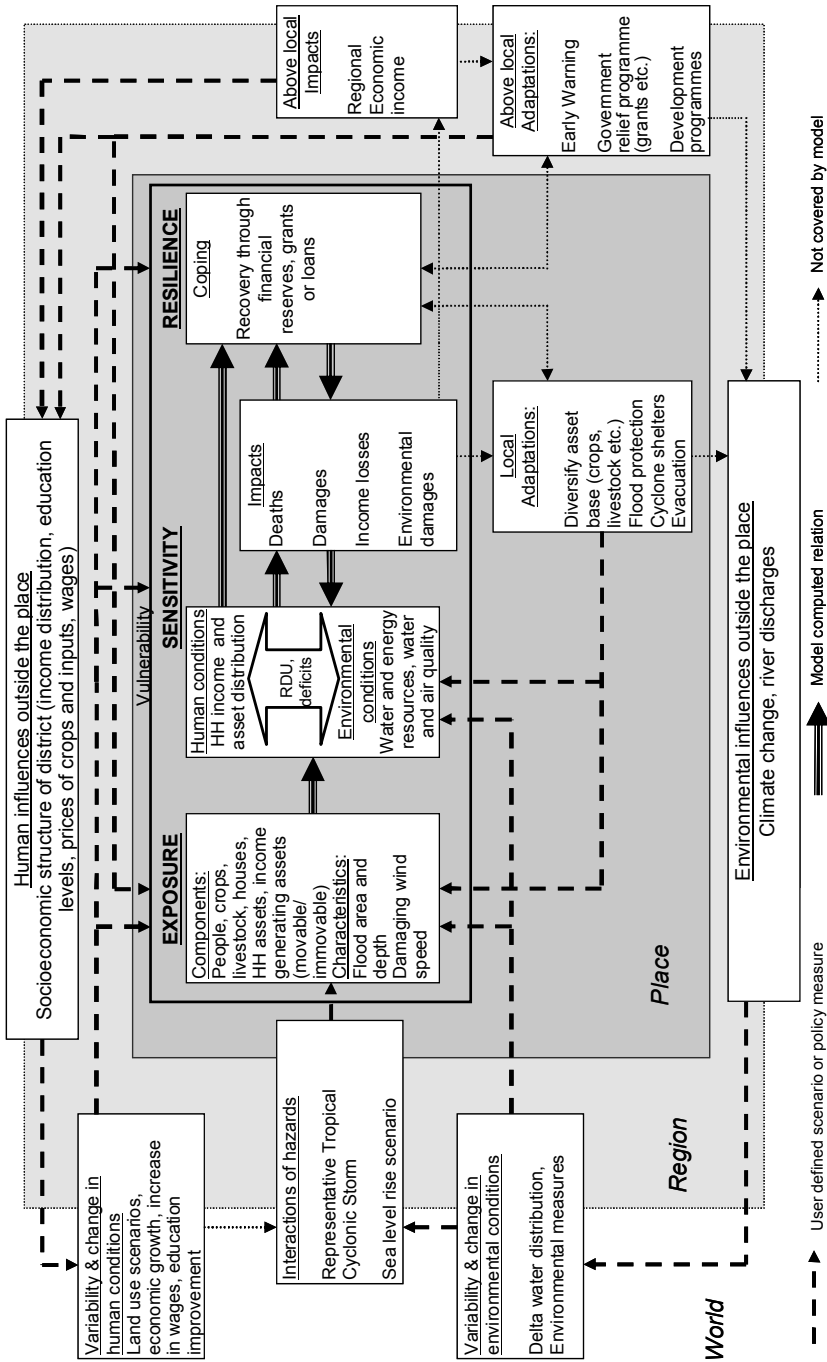 Human influences outside the place
Socioeconomic structure of district (income distribution, education
levels, prices of crops and inputs, wages)
Variability & change in
human conditions
Land use scenarios,
economic growth, increase
in wages, education
improvement
Interactions of hazards
Representative Tropical
Cyclonic Storm
Sea level rise scenario
Variability & change in
environmental conditions
Delta water distribution,
Environmental measures
Vulnerability
EXPOSURE
Components:
People, crops,
livestock, houses,
HH assets, income
generating assets
(movable/
immovable)
Characteristics:
Flood area and
depth
Damaging wind
speed
SENSITIVITY
Human conditions
HH income and
asset distribution
RDU,
deficits
Environmental
conditions
Water and energy
resources, water
and air quality
Impacts
Deaths
Damages
Income losses
Environmental
damages
RESILIENCE
Coping
Recovery through
financial
reserves, grants
or loans
Above local
Impacts
Regional
Economic
income
Above local
Adaptations:
Early Warning
Government
relief programme
(grants etc.)
Development
programmes
Local
Adaptations:
Diversify asset
base (crops,
livestock etc.)
Flood protection
Cyclone shelters
Evacuation
Place
Region
World
Environmental influences outside the place
Climate change, river discharges
User defined scenario or policy measure
Model computed relation
Not covered by model